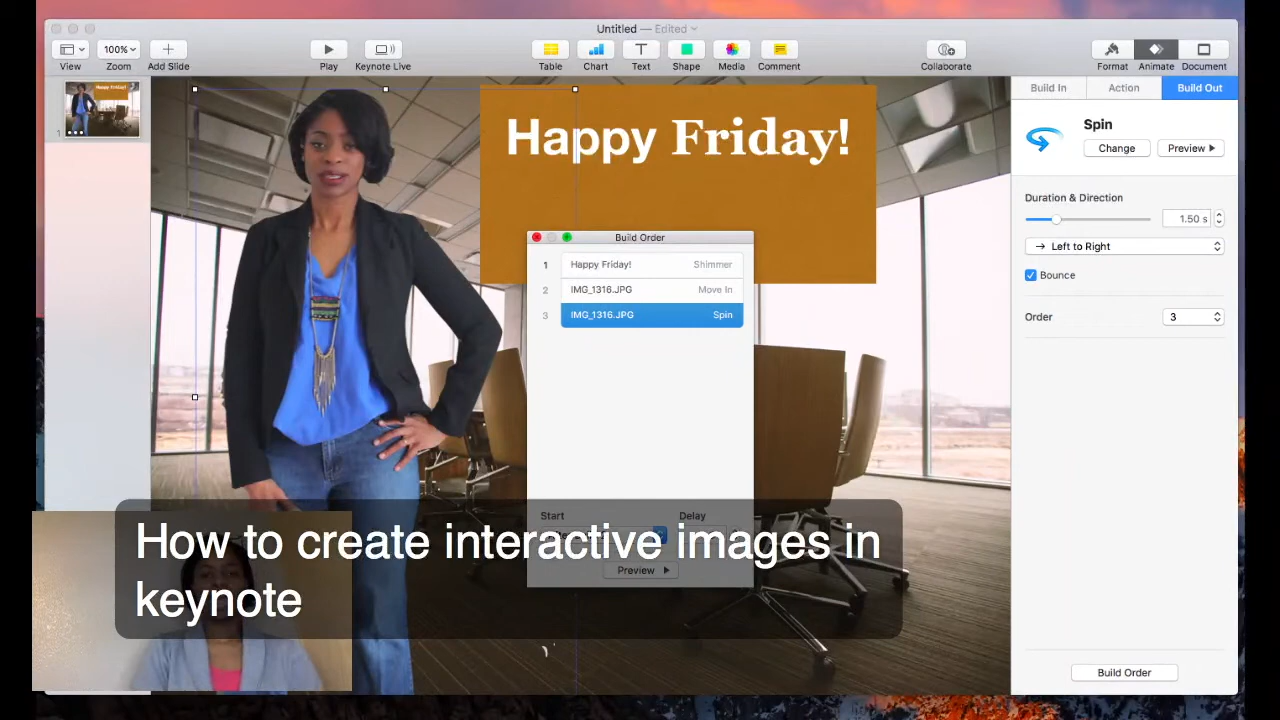 Untitled — Edited
View
100%
Zoom
Add Slide
Play
Keynote Live
Table
Chart
Text
Shape
Media
Comment
Collaborate
Format
Animate
Document
1
Happy Friday!
Happy Friday!
Build In
Action
Build Out
Spin
Change
Preview
Duration & Direction
1.50 s
Left to Right
Bounce
Order
3
Build Order
Build Order
1 Happy Friday! Shimmer
2 IMG_1316.JPG Move In
3 IMG_1316.JPG Spin
Start
Delay
Preview
How to create interactive images in
keynote